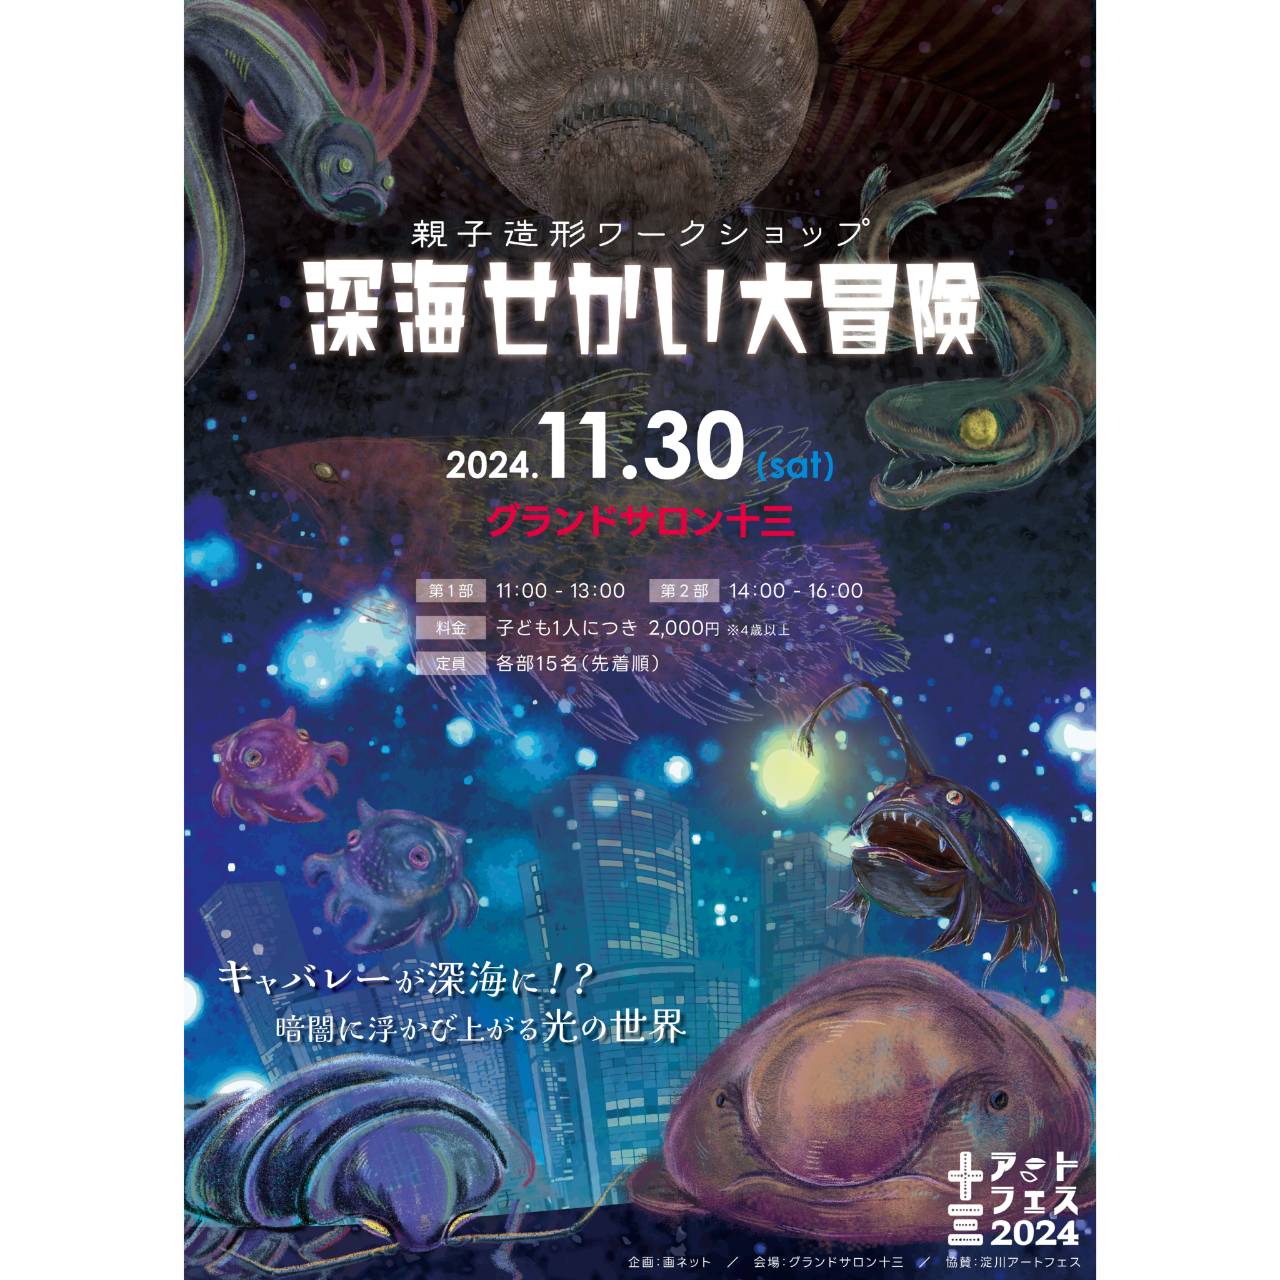 親子造形ワークショップ
深海せかい大冒険
2024.11.30(sat)
グランドサロン十三
第1部 11:00 - 13:00 第2部 14:00 - 16:00
料金 子ども1人につき 2,000円 ※4歳以上
定員 各部15名(先着順)
キャバレーが深海に!?
暗闇に浮かび上がる光の世界
十三
アート
フェス
2024
企画:画ネット / 会場:グランドサロン十三 / 協賛:淀川アートフェス